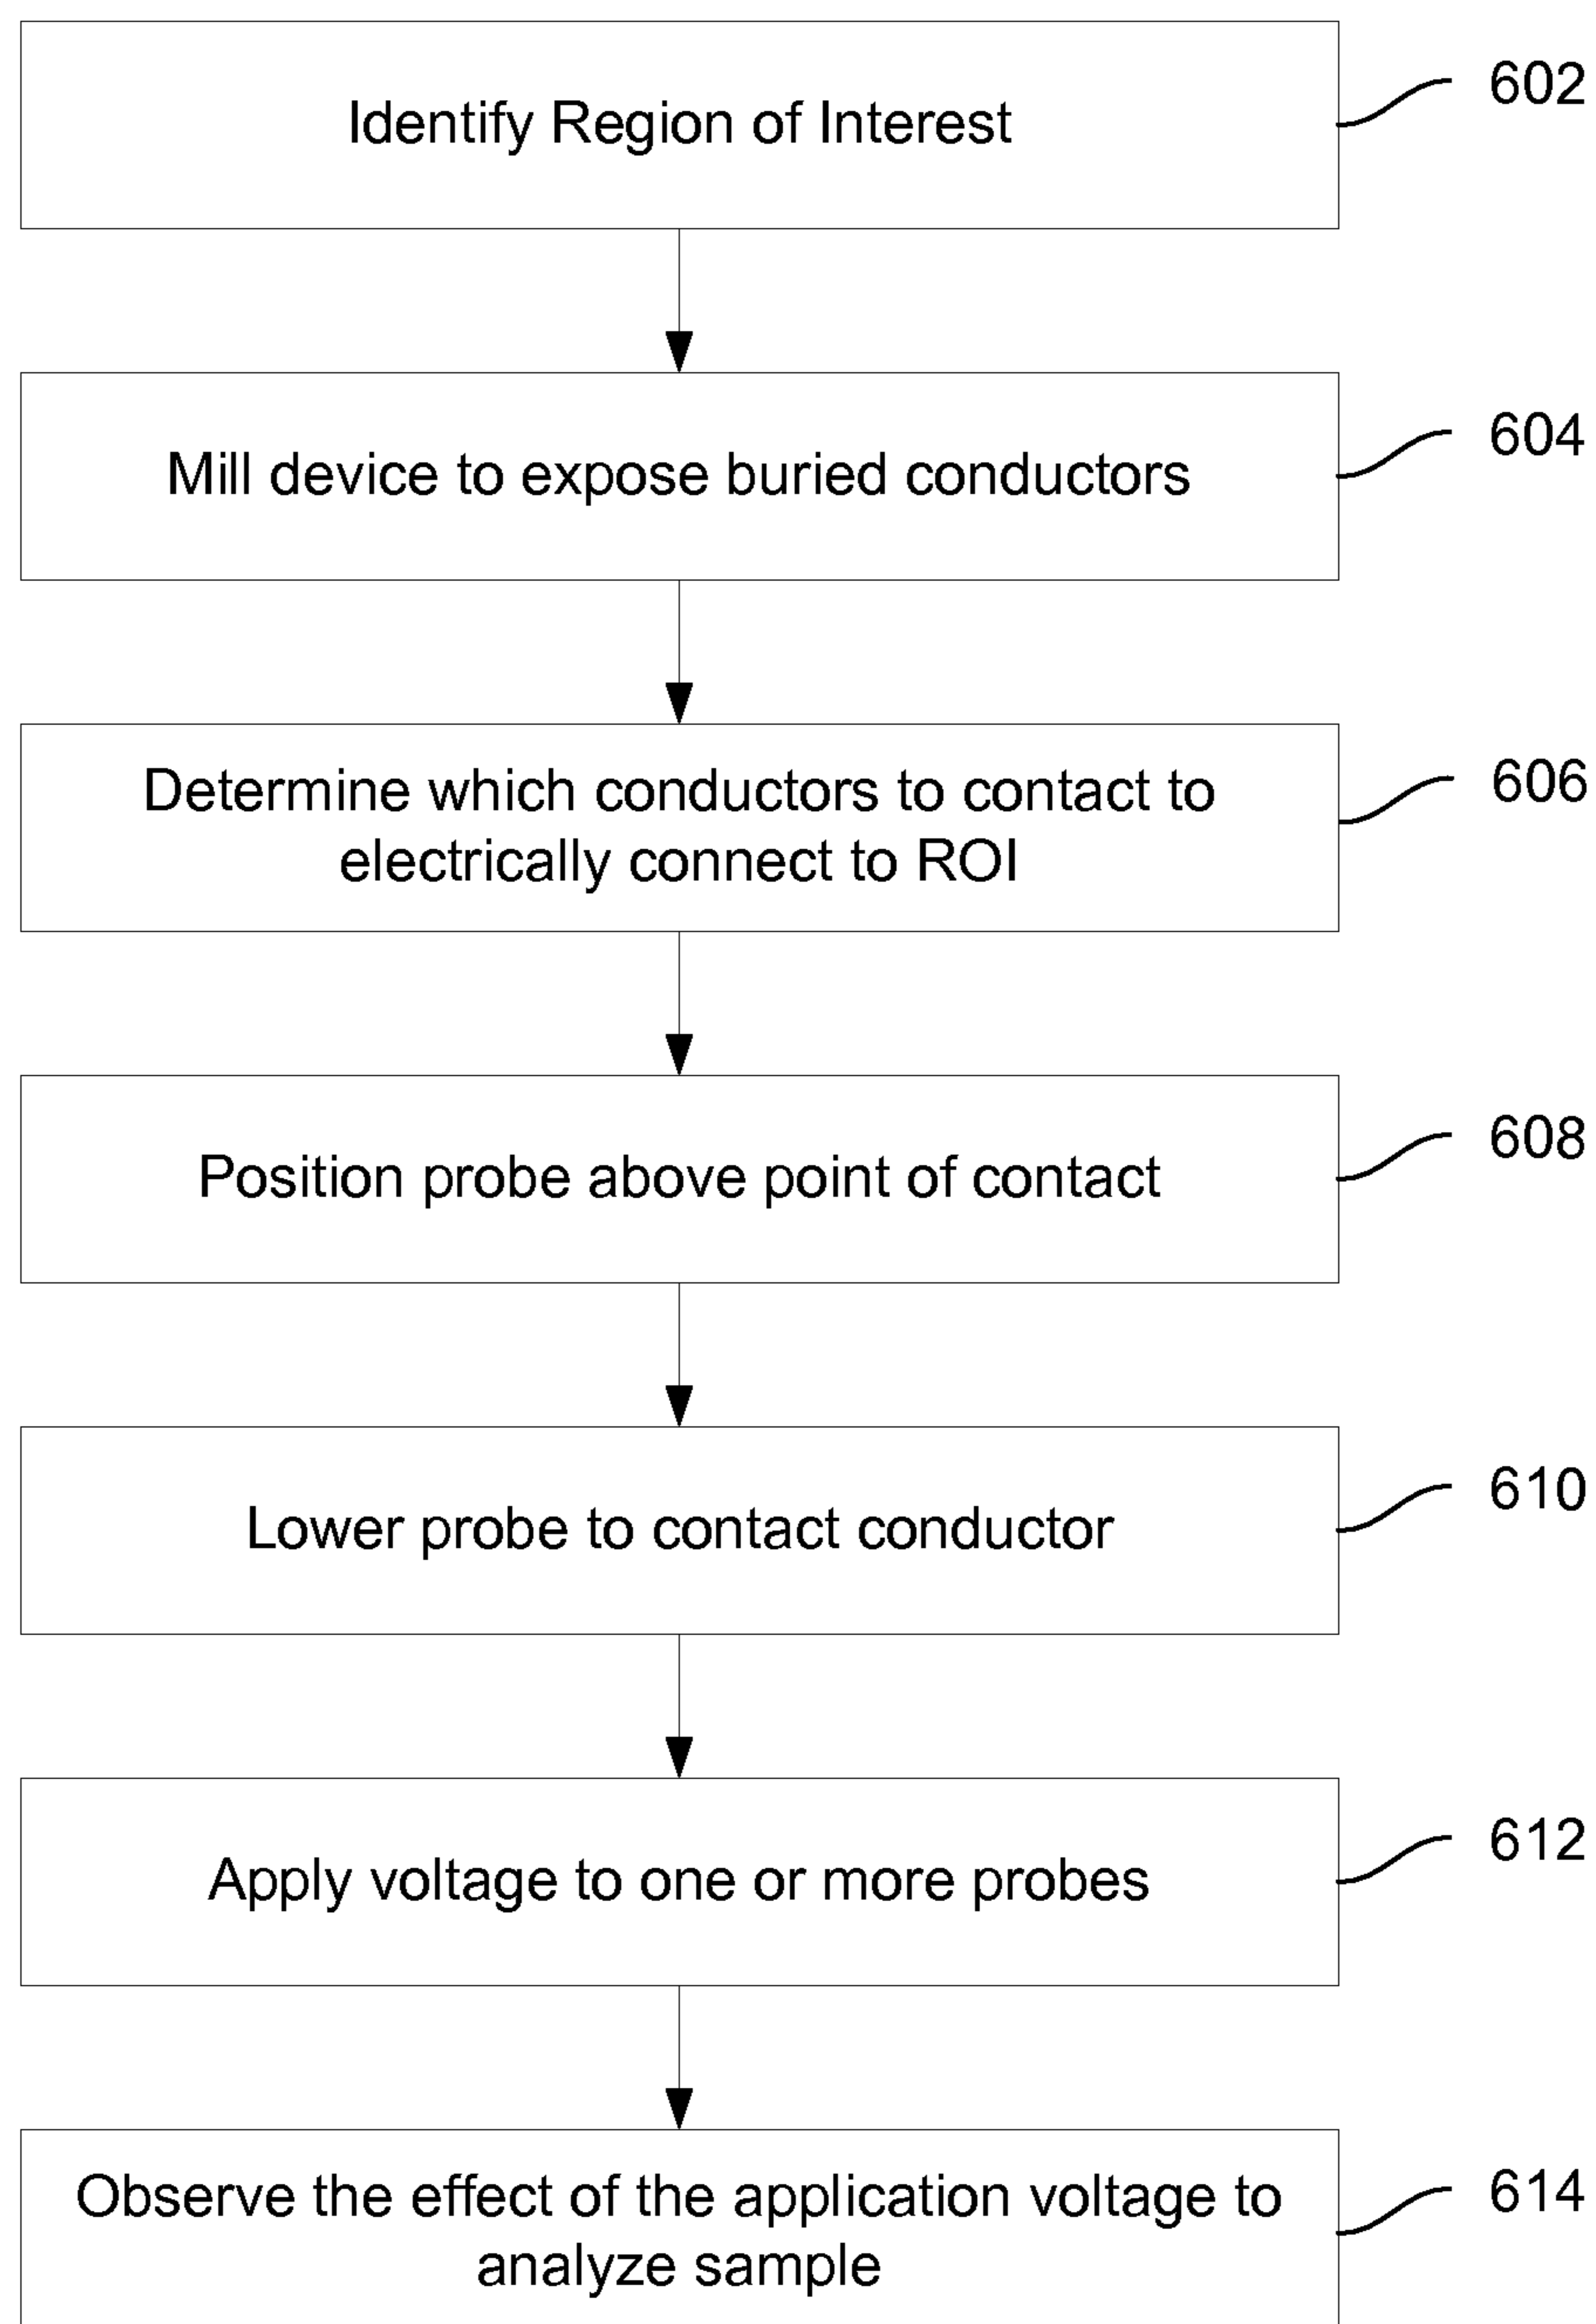 Identify Region of Interest
602
Mill device to expose buried conductors
604
Determine which conductors to contact to
electrically connect to ROI
606
Position probe above point of contact
608
Lower probe to contact conductor
610
Apply voltage to one or more probes
612
Observe the effect of the application voltage to
analyze sample
614